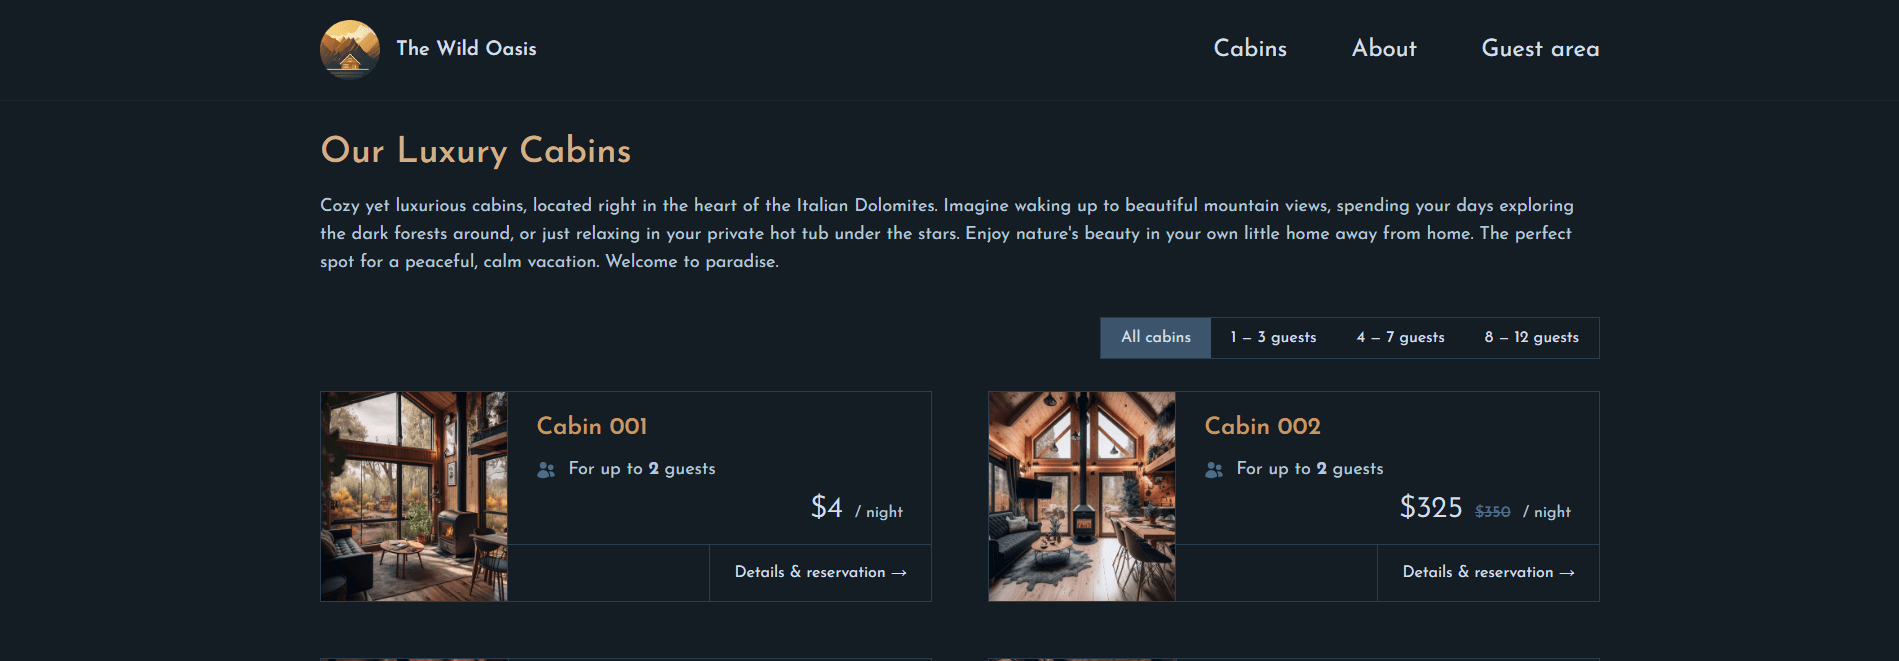 The Wild Oasis
Cabins
About
Guest area
Our Luxury Cabins
Cozy yet luxurious cabins, located right in the heart of the Italian Dolomites. Imagine waking up to beautiful mountain views, spending your days exploring
the dark forests around, or just relaxing in your private hot tub under the stars. Enjoy nature's beauty in your own little home away from home. The perfect
spot for a peaceful, calm vacation. Welcome to paradise.
All cabins
1 – 3 guests
4 – 7 guests
8 – 12 guests
Cabin 001
For up to 2 guests
$4 / night
Details & reservation →
Cabin 002
For up to 2 guests
$325 $350 / night
Details & reservation →